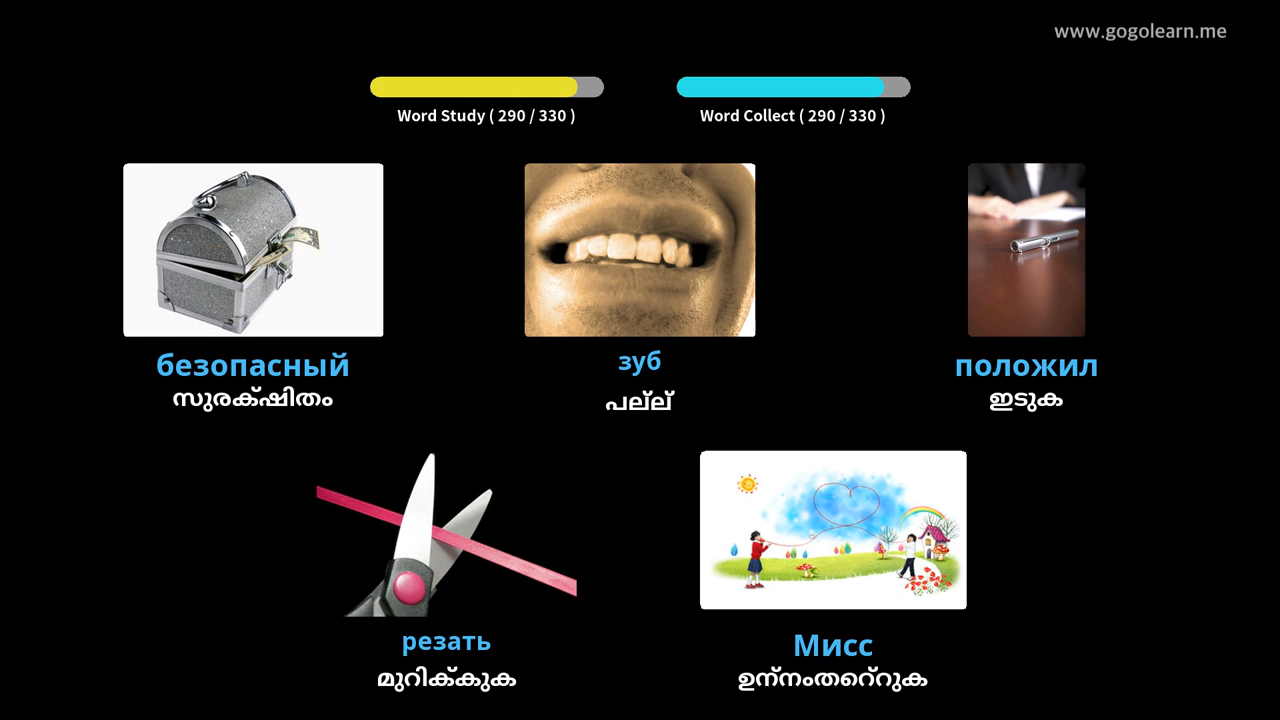 www.gogolearn.me
Word Study ( 290 / 330 )
Word Collect ( 290 / 330 )
безопасный
സുരക്ഷിതം
зуб
പല്ല്
положил
ഇടുക
резать
മുറിക്കുക
Мисс
ഉന്നംതെറ്റുക